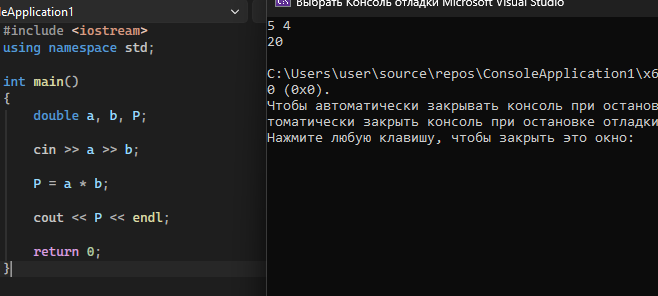 leApplication1
#include <iostream>
using namespace std;
int main()
{
double a, b, P;
cin >> a >> b;
P = a * b;
cout << P << endl;
return 0;
}
Выбрать Консоль отладки Microsoft Visual Studio
5 4
20
C:\Users\user\source\repos\ConsoleApplication1\x6
0 (0x0).
Чтобы автоматически закрывать консоль при останов
томатически закрыть консоль при остановке отладки
Нажмите любую клавишу, чтобы закрыть это окно: